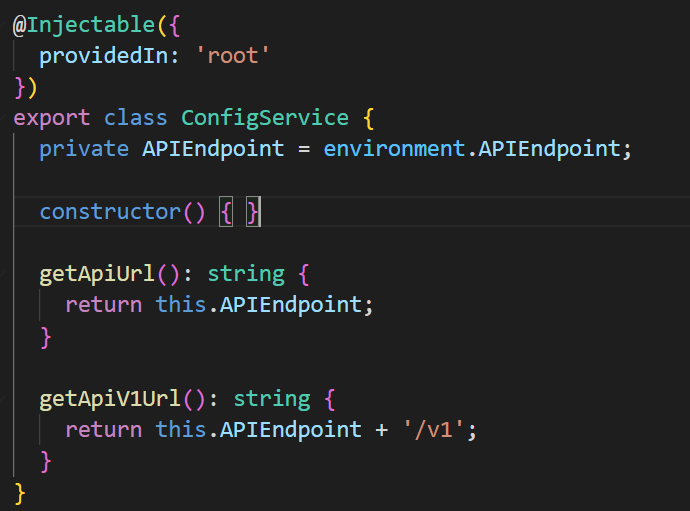 @Injectable({
  providedIn: 'root'
})
export class ConfigService {
  private APIEndpoint = environment.APIEndpoint;

  constructor() { }

  getApiUrl(): string {
    return this.APIEndpoint;
  }

  getApiV1Url(): string {
    return this.APIEndpoint + '/v1';
  }
}